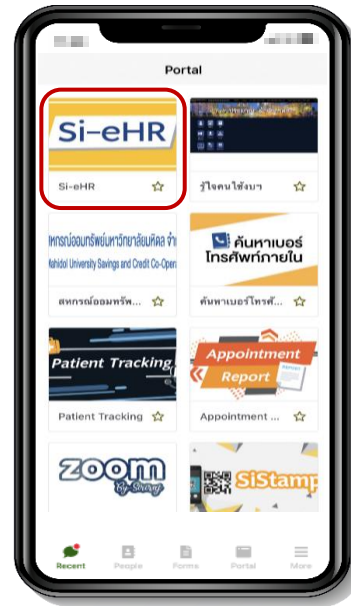 Portal
Si-eHR
Si-eHR
รู้ใจคนใช้งบฯ
หกรณ์ออมทรัพย์มหาวิทยาลัยมหิดล จำ
Mahidol University Savings and Credit Co-Oper
สหกรณ์ออมทรัพ...
ค้นหาเบอร์
โทรศัพท์ภายใน
ค้นหาเบอร์โทรศั...
Patient Tracking
Patient Tracking
Appointment
Report
Appointment ...
ZOOM
By Siriraj
SiStamp
Recent
People
Forms
Portal
More